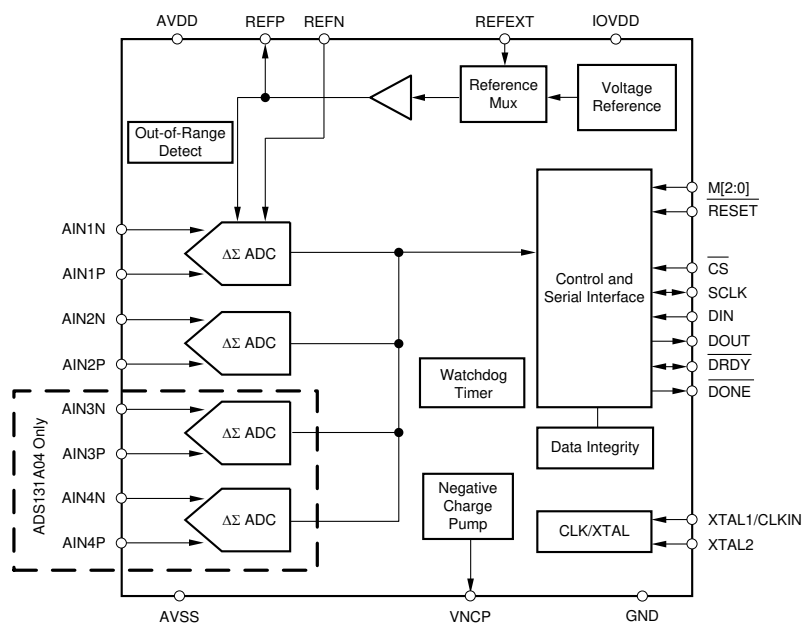 AVDD
REFP
REFN
REFEXT
IOVDD
Reference
Mux
Voltage
Reference
Out-of-Range
Detect
M[2:0]
RESET
AIN1N
ΔΣ ADC
AIN1P
Control and
Serial Interface
CS
SCLK
DIN
DOUT
DRDY
DONE
AIN2N
ΔΣ ADC
AIN2P
Watchdog
Timer
ADS131A04 Only
AIN3N
ΔΣ ADC
AIN3P
Data Integrity
AIN4N
ΔΣ ADC
AIN4P
Negative
Charge
Pump
CLK/XTAL
XTAL1/CLKIN
XTAL2
AVSS
VNCP
GND